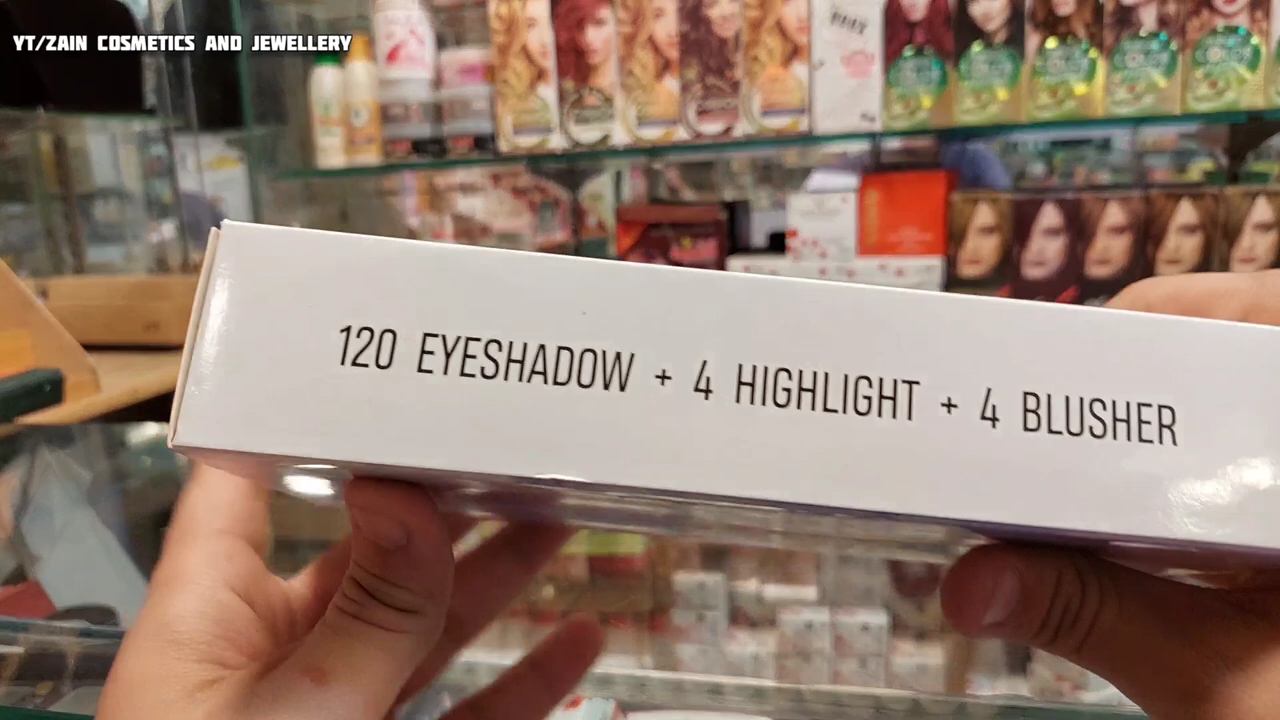 YT/ZAIN COSMETICS AND JEWELLERY
120 EYESHADOW + 4 HIGHLIGHT + 4 BLUSHER